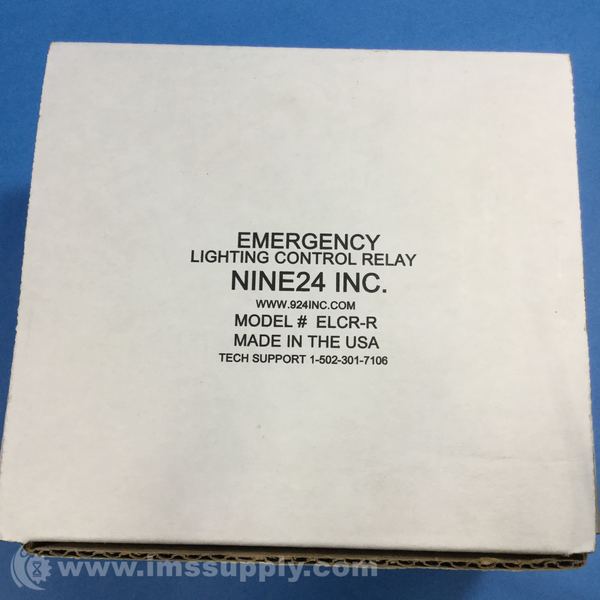 EMERGENCY
LIGHTING CONTROL RELAY
NINE24 INC.
WWW.924INC.COM
MODEL # ELCR-R
MADE IN THE USA
TECH SUPPORT 1-502-301-7106
www.imssupply.com